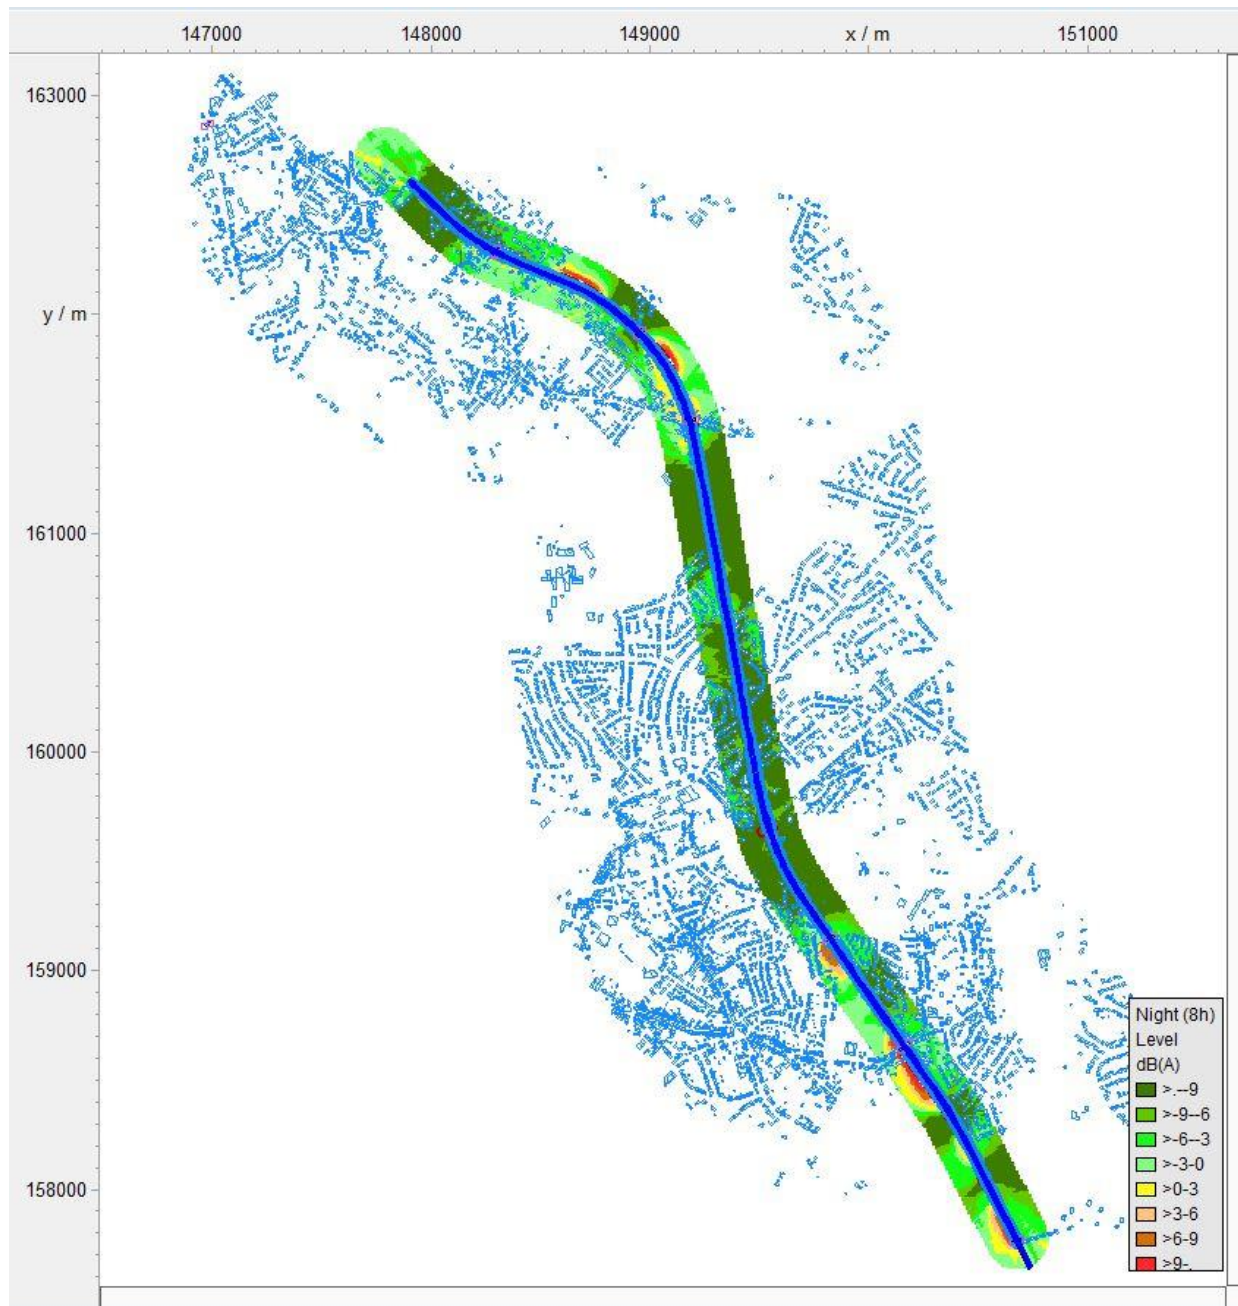 147000 148000 149000 x / m 151000
163000
y / m
161000
160000
159000
158000
Night (8h)
Level
dB(A)
>.--9
>-9--6
>-6--3
>-3-0
>0-3
>3-6
>6-9
>9-.